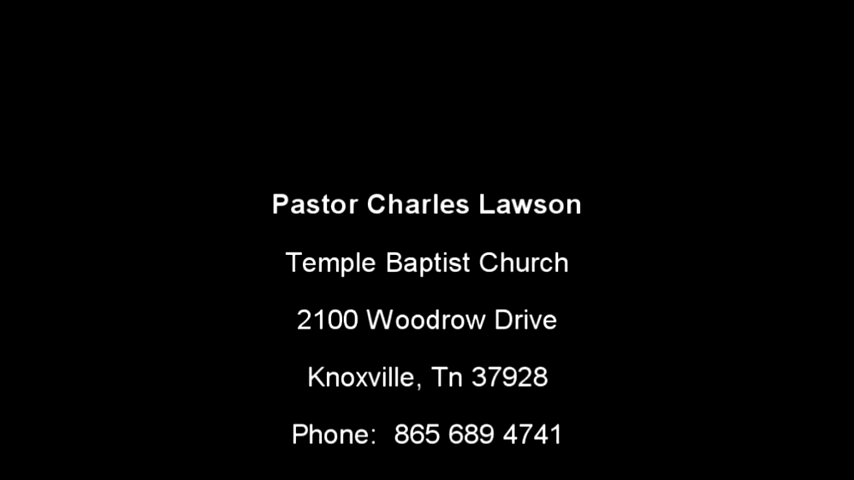 Pastor Charles Lawson
Temple Baptist Church
2100 Woodrow Drive
Knoxville, Tn 37928
Phone:  865 689 4741